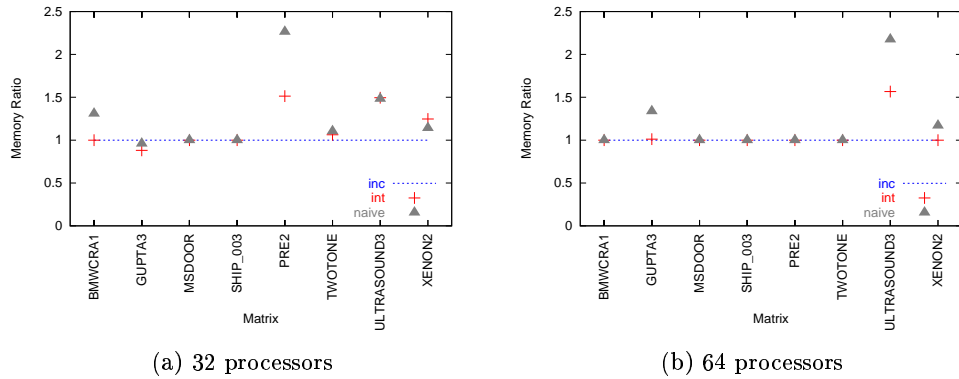 2.5
2
1.5
1
0.5
0
Memory Ratio
inc
int
naive
BMWCRA1
GUPTA3
MSDOOR
SHIP_003
PRE2
TWOTONE
ULTRASOUND3
XENON2
Matrix
(a) 32 processors
2.5
2
1.5
1
0.5
0
Memory Ratio
inc
int
naive
BMWCRA1
GUPTA3
MSDOOR
SHIP_003
PRE2
TWOTONE
ULTRASOUND3
XENON2
Matrix
(b) 64 processors